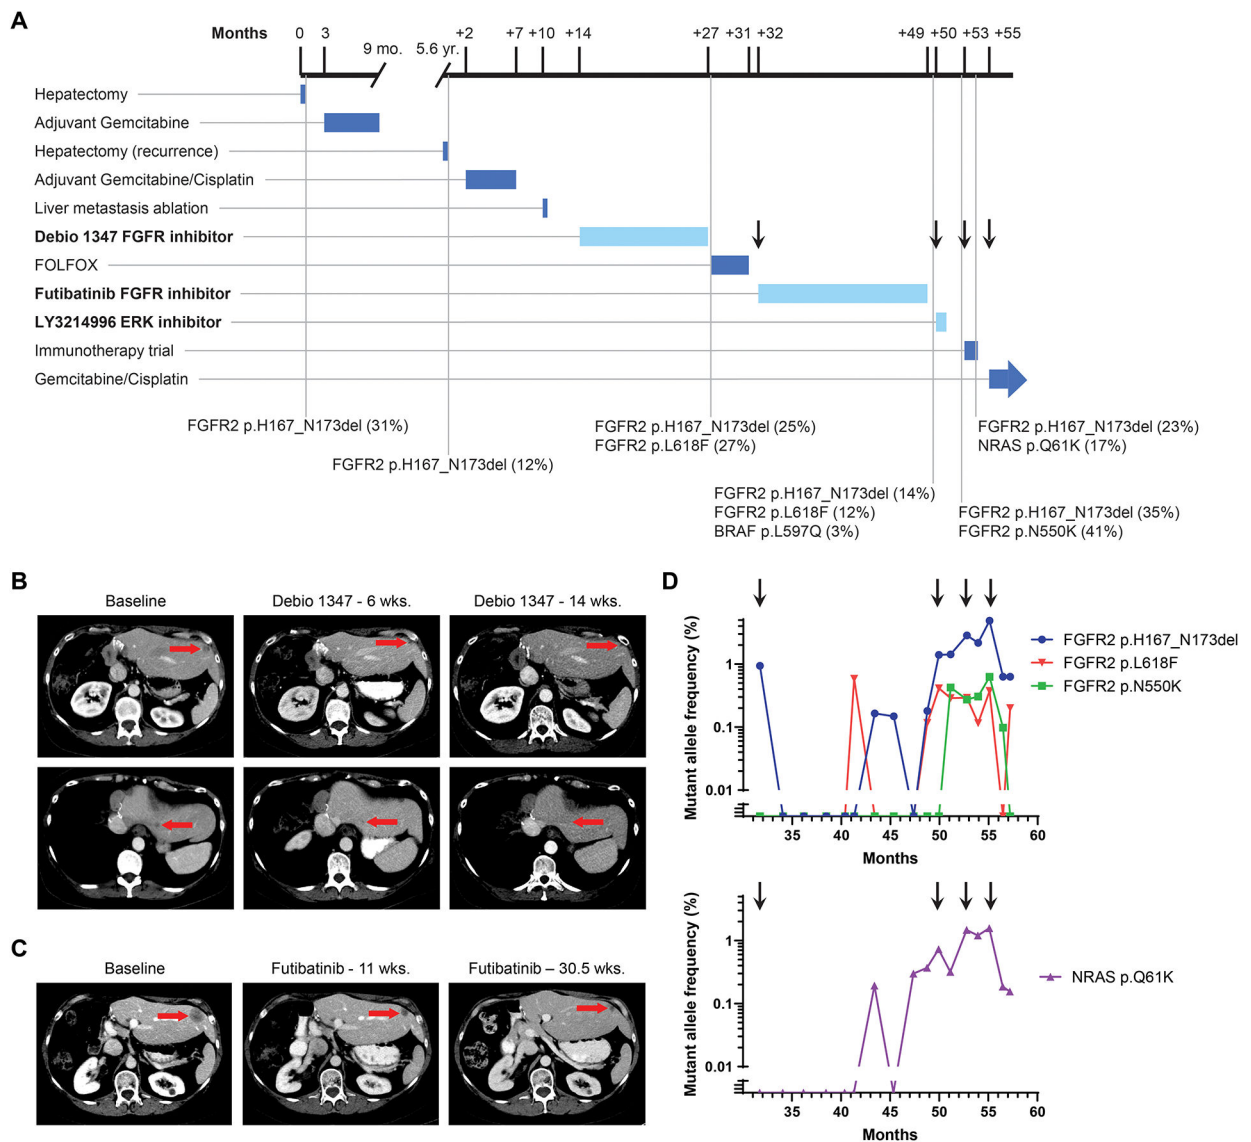 A
Months 0 3 9 mo. 5.6 yr. +2 +7 +10 +14 +27 +31 +32 +49 +50 +53 +55
Hepatectomy
Adjuvant Gemcitabine
Hepatectomy (recurrence)
Adjuvant Gemcitabine/Cisplatin
Liver metastasis ablation
Debio 1347 FGFR inhibitor
FOLFOX
Futibatinib FGFR inhibitor
LY3214996 ERK inhibitor
Immunotherapy trial
Gemcitabine/Cisplatin
FGFR2 p.H167_N173del (31%)
FGFR2 p.H167_N173del (12%)
FGFR2 p.H167_N173del (25%)
FGFR2 p.L618F (27%)
FGFR2 p.H167_N173del (14%)
FGFR2 p.L618F (12%)
BRAF p.L597Q (3%)
FGFR2 p.H167_N173del (23%)
NRAS p.Q61K (17%)
FGFR2 p.H167_N173del (35%)
FGFR2 p.N550K (41%)
B
Baseline
Debio 1347 - 6 wks.
Debio 1347 - 14 wks.
C
Baseline
Futibatinib - 11 wks.
Futibatinib – 30.5 wks.
D
Mutant allele frequency (%)
1
0.1
0.01
35 40 45 50 55 60
Months
FGFR2 p.H167_N173del
FGFR2 p.L618F
FGFR2 p.N550K
Mutant allele frequency (%)
1
0.1
0.01
35 40 45 50 55 60
Months
NRAS p.Q61K